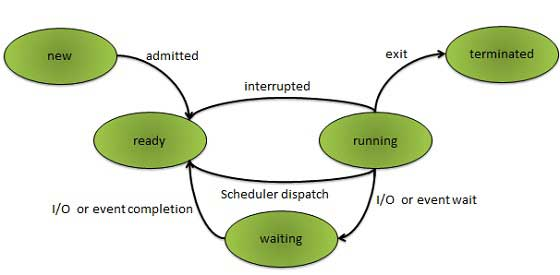 new
admitted
exit
terminated
interrupted
ready
running
Scheduler dispatch
I/O or event completion
I/O or event wait
waiting